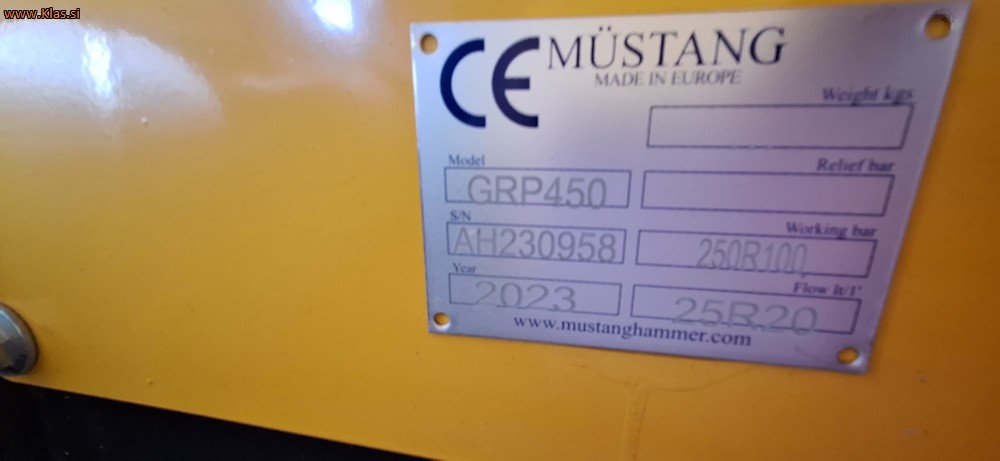 www.Klas.si
CE
MÜSTANG
MADE IN EUROPE
Weight kgs
Model
GRP450
Relief bar
S/N
AH230958
Working bar
250R100
Year
2023
Flow lt/1'
25R20
www.mustanghammer.com